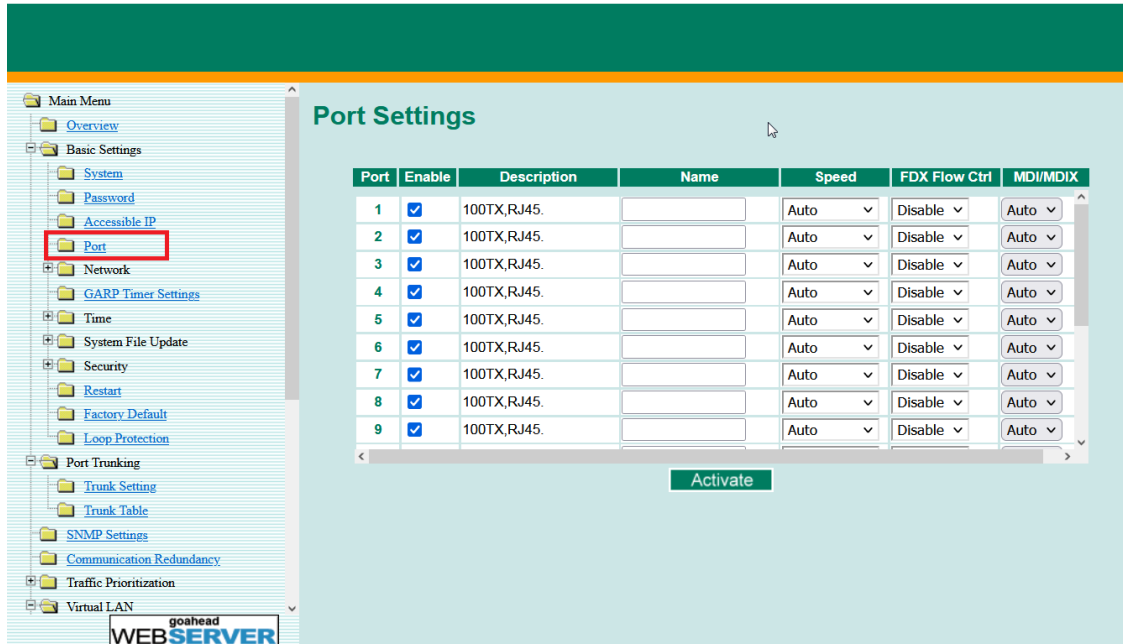 Main Menu
Overview
Basic Settings
System
Password
Accessible IP
Port
Network
GARP Timer Settings
Time
System File Update
Security
Restart
Factory Default
Loop Protection
Port Trunking
Trunk Setting
Trunk Table
SNMP Settings
Communication Redundancy
Traffic Prioritization
Virtual LAN
goahead
WEBSERVER
Port Settings
Port Enable Description Name Speed FDX Flow Ctrl MDI/MDIX
1 100TX,RJ45. Auto Disable Auto
2 100TX,RJ45. Auto Disable Auto
3 100TX,RJ45. Auto Disable Auto
4 100TX,RJ45. Auto Disable Auto
5 100TX,RJ45. Auto Disable Auto
6 100TX,RJ45. Auto Disable Auto
7 100TX,RJ45. Auto Disable Auto
8 100TX,RJ45. Auto Disable Auto
9 100TX,RJ45. Auto Disable Auto
Activate